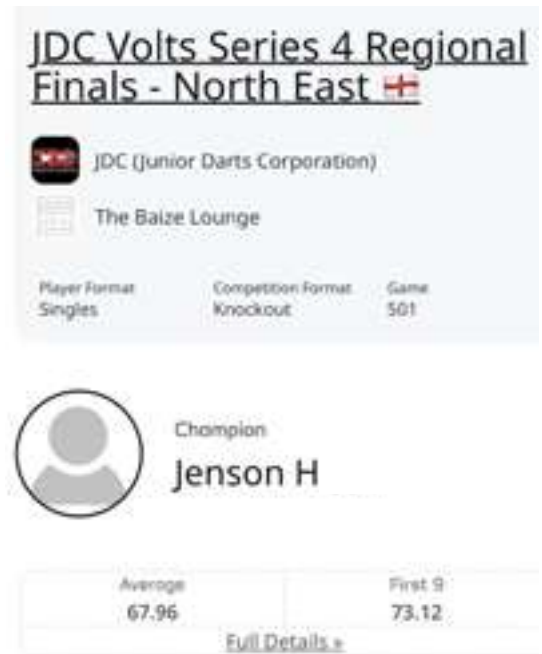 JDC Volts Series 4 Regional
Finals - North East
JDC (Junior Darts Corporation)
The Baize Lounge
Player Format Competition Format Game
Singles Knockout 501
Champion
Jenson H
Average First 9
67.96 73.12
Full Details »